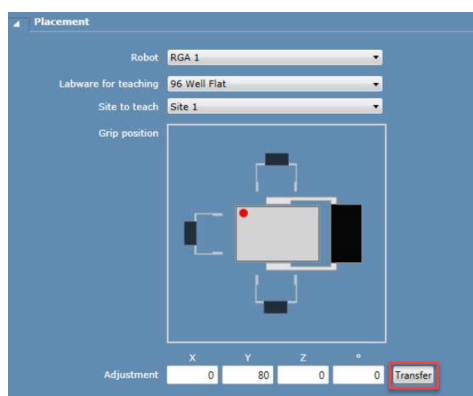 Placement
Robot RGA 1
Labware for teaching 96 Well Flat
Site to teach Site 1
Grip position
X Y Z °
Adjustment 0 80 0 0 Transfer